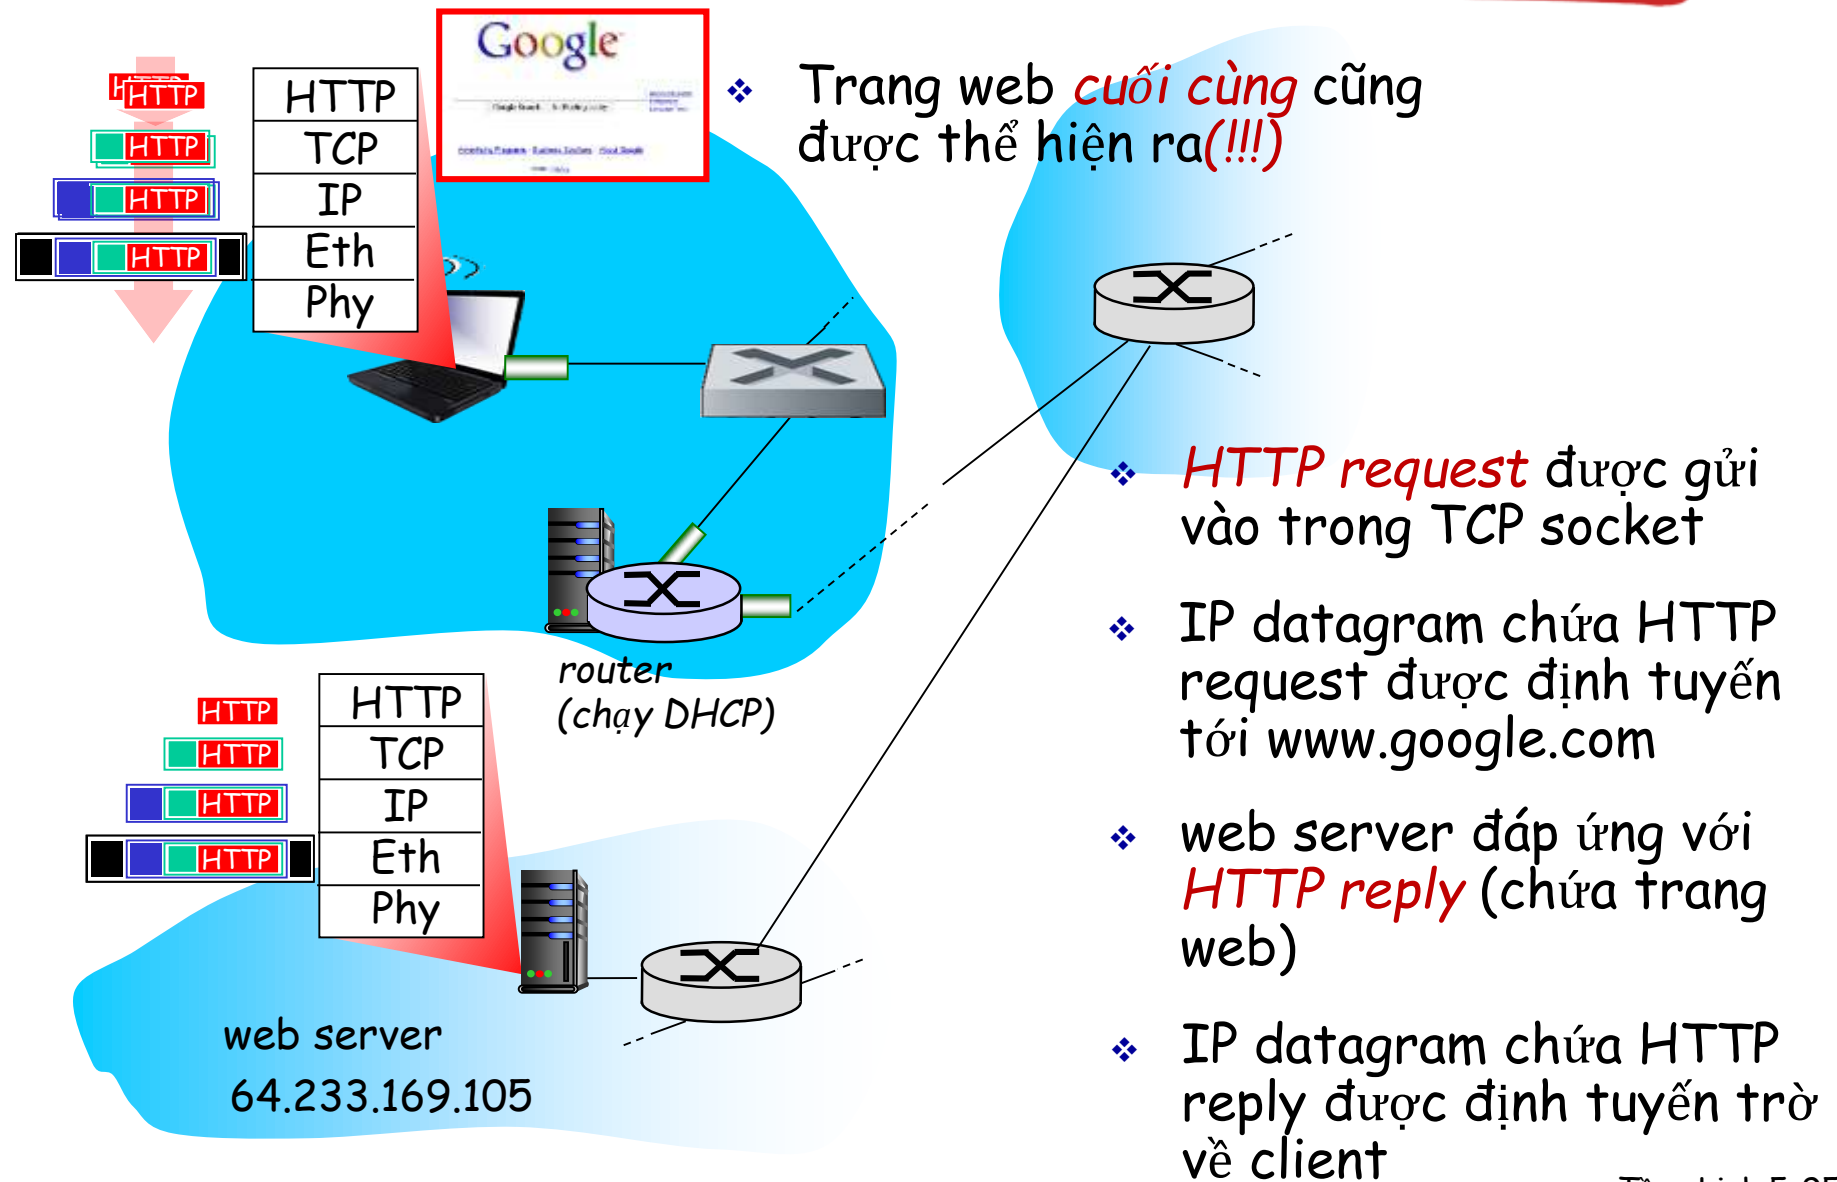 Google
Trang web cuối cùng cũng
được thể hiện ra(!!!)
HTTP
HTTP
HTTP
HTTP
HTTP
HTTP
TCP
IP
Eth
Phy
HTTP request được gửi
vào trong TCP socket
IP datagram chứa HTTP
request được định tuyến
tới www.google.com
web server đáp ứng với
HTTP reply (chứa trang
web)
IP datagram chứa HTTP
reply được định tuyến trờ
về client
router
(chạy DHCP)
HTTP
HTTP
HTTP
HTTP
HTTP
TCP
IP
Eth
Phy
web server
64.233.169.105